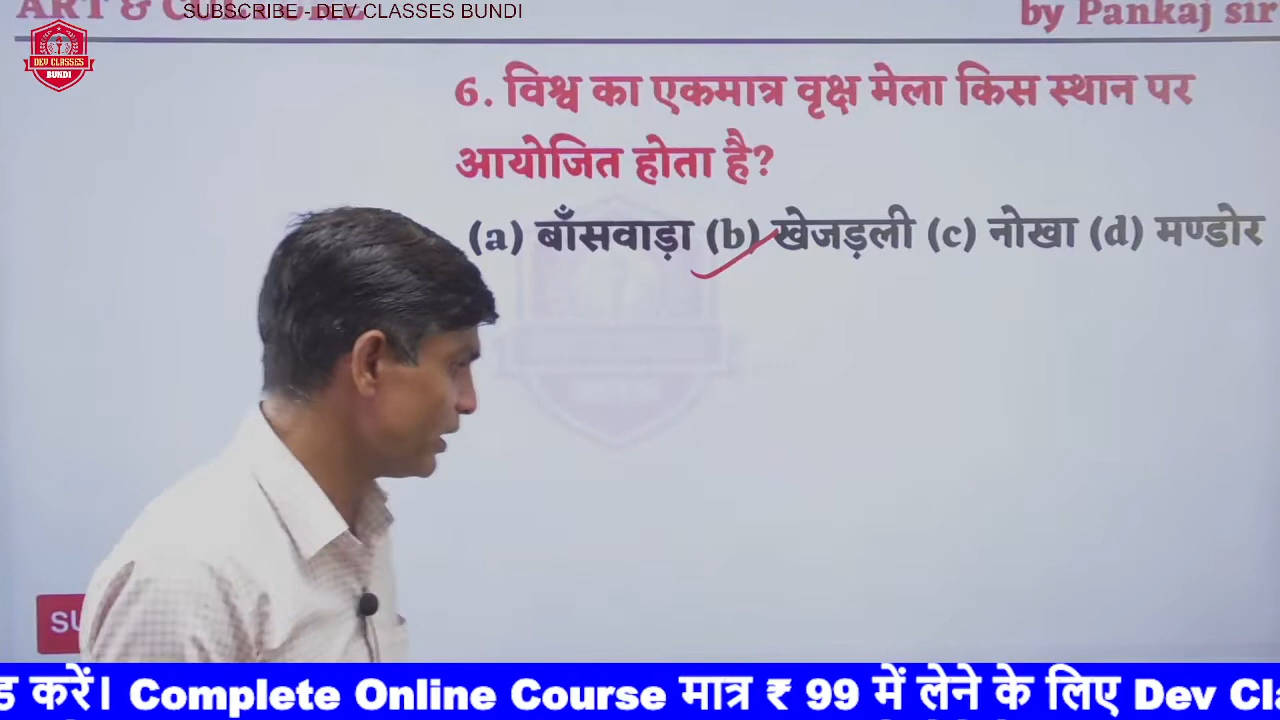 SUBSCRIBE - DEV CLASSES BUNDI
ART &
by Pankaj sir
DEV CLASSES
BUNDI
6. विश्व का एकमात्र वृक्ष मेला किस स्थान पर
आयोजित होता है?
(a) बाँसवाड़ा (b) खेजड़ली (c) नोखा (d) मण्डोर
SU
करें। Complete Online Course मात्र ₹ 99 में लेने के लिए Dev Cla